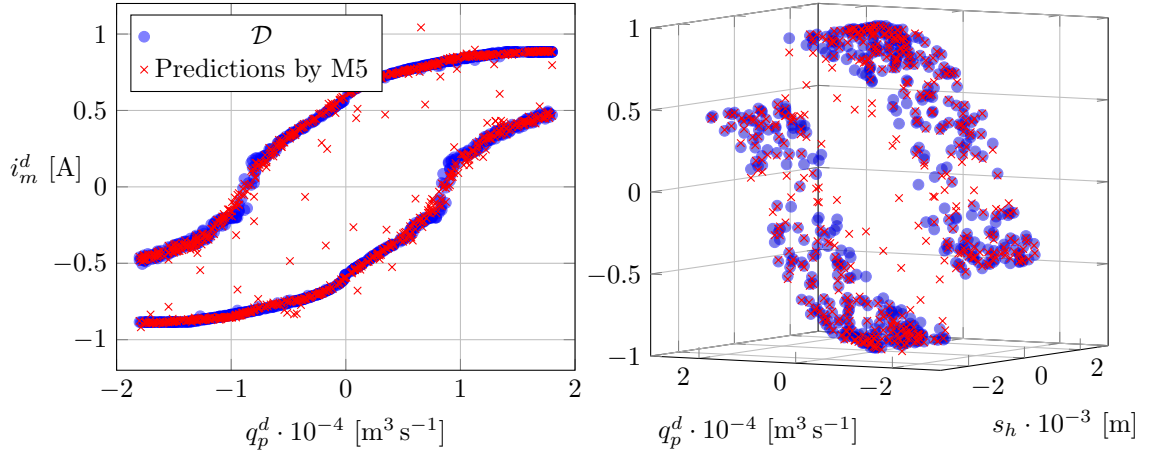 𝒟
Predictions by M5
1
0.5
0
−0.5
−1
i_m^d [A]
−2 −1 0 1 2
q_p^d · 10⁻⁴ [m³ s⁻¹]
1
0.5
0
−0.5
−1
2 0 −2
−2 0 2
q_p^d · 10⁻⁴ [m³ s⁻¹]
s_h · 10⁻³ [m]